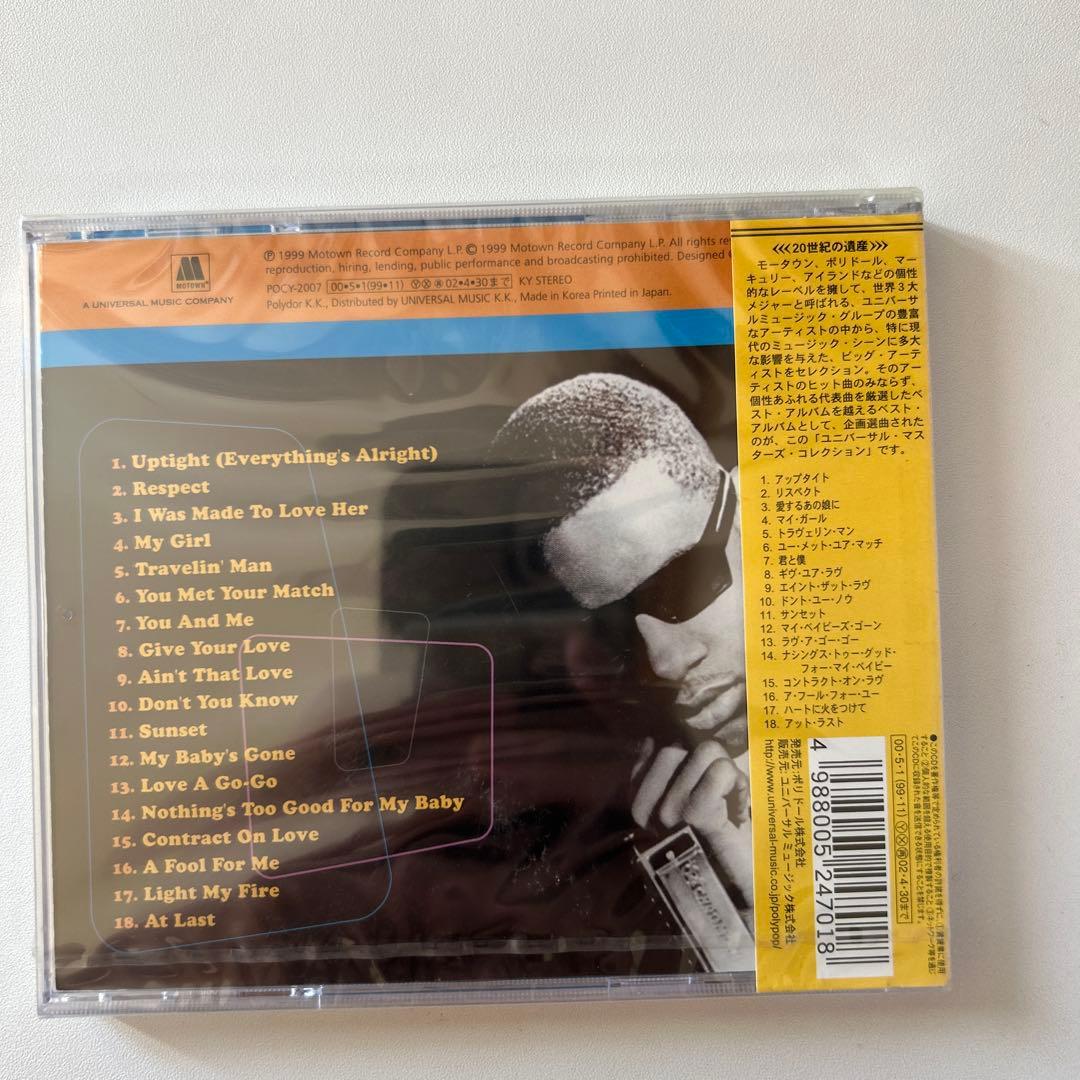 MOTOWN
A UNIVERSAL MUSIC COMPANY
Ⓟ 1999 Motown Record Company L.P. © 1999 Motown Record Company L.P. All rights
reproduction, hiring, lending, public performance and broadcasting prohibited. Designed
POCY-2007 00•5•1(99•11) ⓎⓍ㊢02•4•30まで KY STEREO
Polydor K.K., Distributed by UNIVERSAL MUSIC K.K., Made in Korea Printed in Japan.
1. Uptight (Everything's Alright)
2. Respect
3. I Was Made To Love Her
4. My Girl
5. Travelin' Man
6. You Met Your Match
7. You And Me
8. Give Your Love
9. Ain't That Love
10. Don't You Know
11. Sunset
12. My Baby's Gone
13. Love A Go-Go
14. Nothing's Too Good For My Baby
15. Contract On Love
16. A Fool For Me
17. Light My Fire
18. At Last
<<<20世紀の遺産>>>
モータウン、ポリドール、マー
キュリー、アイランドなどの個性
的なレーベルを擁して、世界3大
メジャーと呼ばれる、ユニバーサ
ルミュージック・グループの豊富
なアーティストの中から、特に現
代のミュージック・シーンに多大
な影響を与えた、ビッグ・アーテ
ィストをセレクション。そのアー
ティストのヒット曲のみならず、
個性あふれる代表曲を厳選したベ
スト・アルバムを越えるベスト・
アルバムとして、企画選曲された
のが、この「ユニバーサル・マス
ターズ・コレクション」です。
1. アップタイト
2. リスペクト
3. 愛するあの娘に
4. マイ・ガール
5. トラヴェリン・マン
6. ユー・メット・ユア・マッチ
7. 君と僕
8. ギヴ・ユア・ラヴ
9. エイント・ザット・ラヴ
10. ドント・ユー・ノウ
11. サンセット
12. マイ・ベイビーズ・ゴーン
13. ラヴ・ア・ゴー・ゴー
14. ナシングス・トゥー・グッド・
フォー・マイ・ベイビー
15. コントラクト・オン・ラヴ
16. ア・フール・フォー・ユー
17. ハートに火をつけて
18. アット・ラスト
発売元:ポリドール株式会社
販売元:ユニバーサル ミュージック株式会社
http://www.universal-music.co.jp/polypop/
4 988005 247018
00•5•1(99•11) ⓎⓍ㊢02•4•30まで